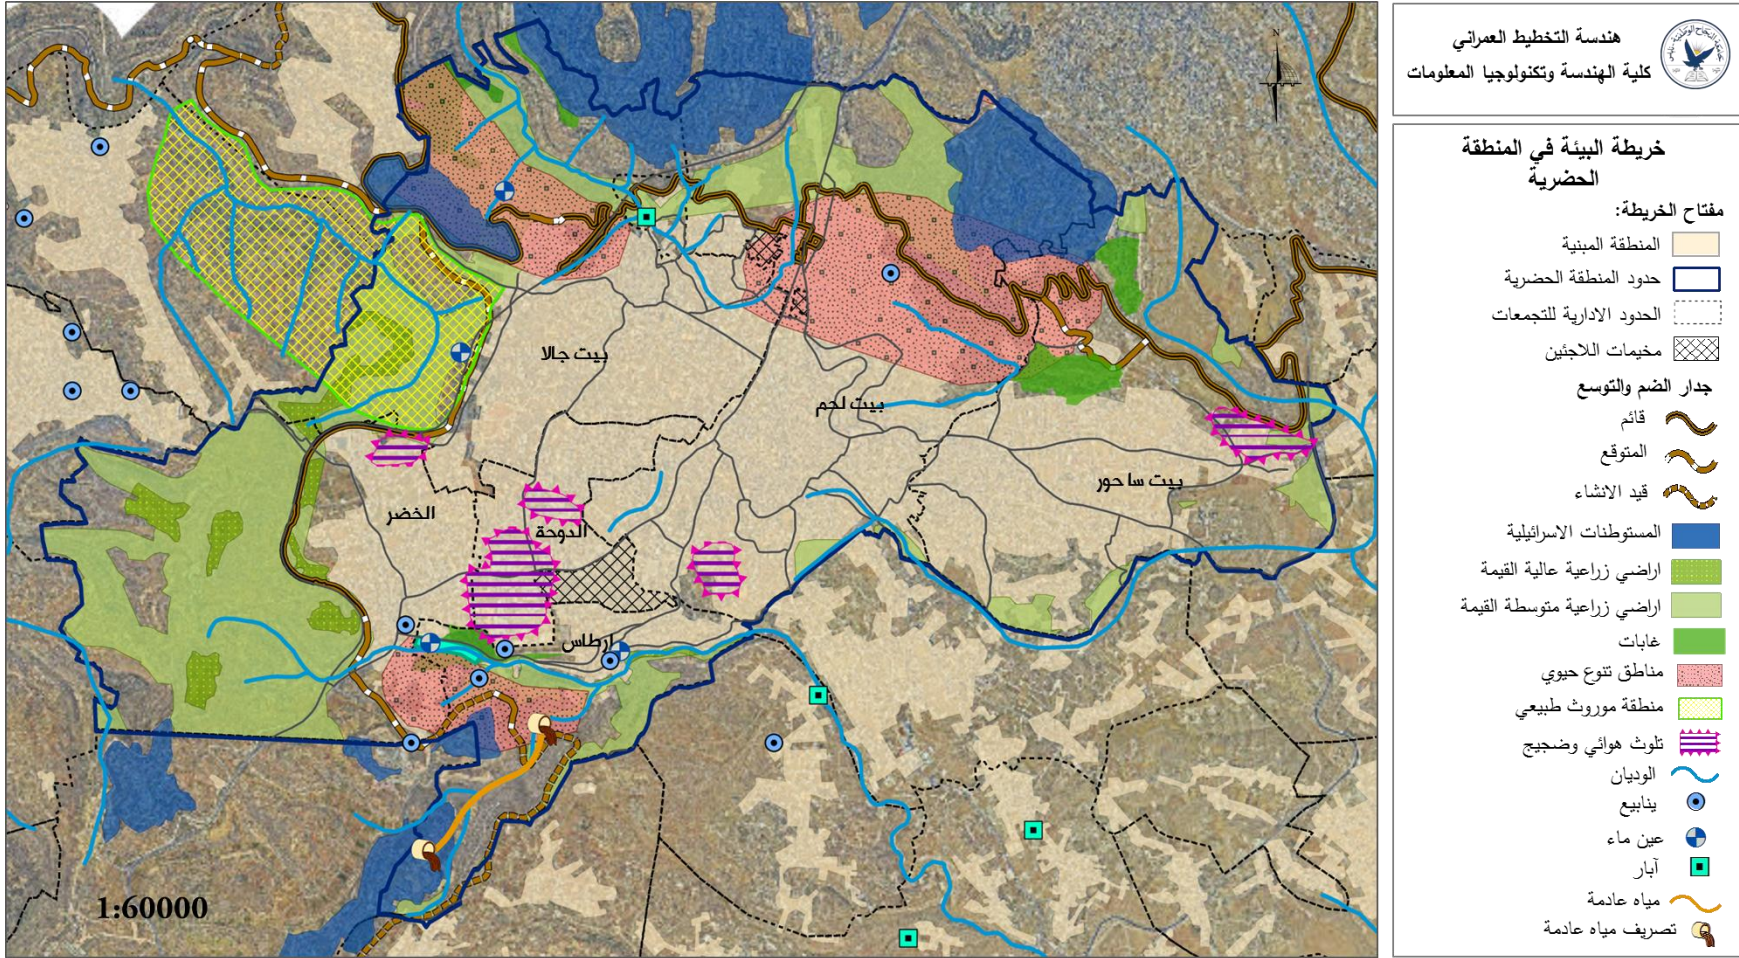 هندسة التخطيط العمراني
كلية الهندسة وتكنولوجيا المعلومات
خريطة البيئة في المنطقة
الحضرية
مفتاح الخريطة:
المنطقة المبنية
حدود المنطقة الحضرية
الحدود الادارية للتجمعات
مخيمات اللاجئين
جدار الضم والتوسع
قائم
المتوقع
قيد الانشاء
المستوطنات الاسرائيلية
اراضي زراعية عالية القيمة
اراضي زراعية متوسطة القيمة
غابات
مناطق تنوع حيوي
منطقة موروث طبيعي
تلوث هوائي وضجيج
الوديان
ينابيع
عين ماء
آبار
مياه عادمة
تصريف مياه عادمة
N
بيت جالا
بيت لحم
بيت ساحور
الخضر
الدوحة
ارطاس
1:60000